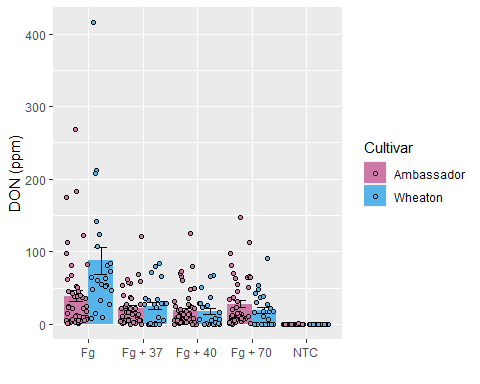 DON (ppm)
400
300
200
100
0
Fg
Fg + 37
Fg + 40
Fg + 70
NTC
Cultivar
Ambassador
Wheaton